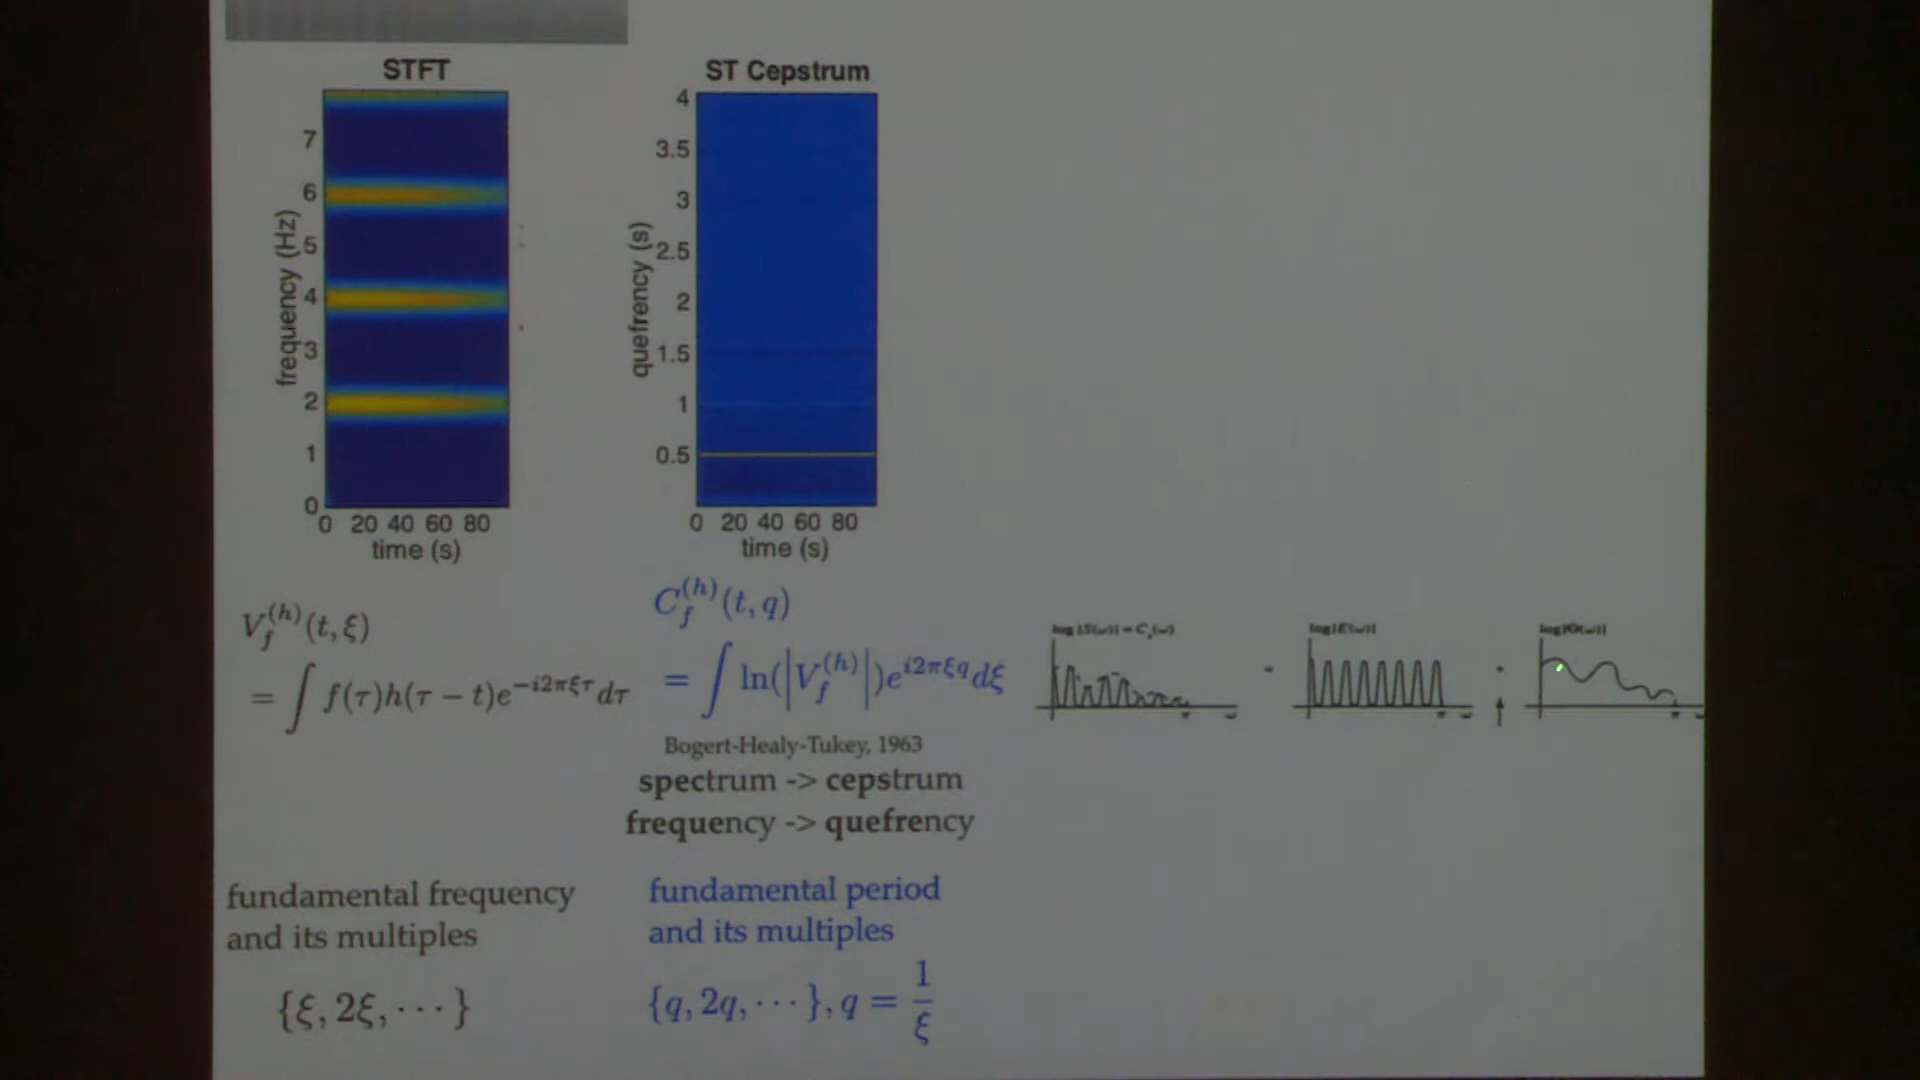 STFT
7
6
5
4
3
2
1
0
frequency (Hz)
0 20 40 60 80
time (s)
ST Cepstrum
4
3.5
3
2.5
2
1.5
1
0.5
quefrency (s)
0 20 40 60 80
time (s)
V_f^{(h)}(t, ξ)
= ∫ f(τ)h(τ − t)e^{−i2πξτ}dτ
C_f^{(h)}(t, q)
= ∫ ln(|V_f^{(h)}|)e^{i2πξq}dξ
Bogert-Healy-Tukey, 1963
spectrum -> cepstrum
frequency -> quefrency
fundamental frequency
and its multiples
{ξ, 2ξ, ⋯}
fundamental period
and its multiples
{q, 2q, ⋯}, q = 1/ξ
log|E(ω)|